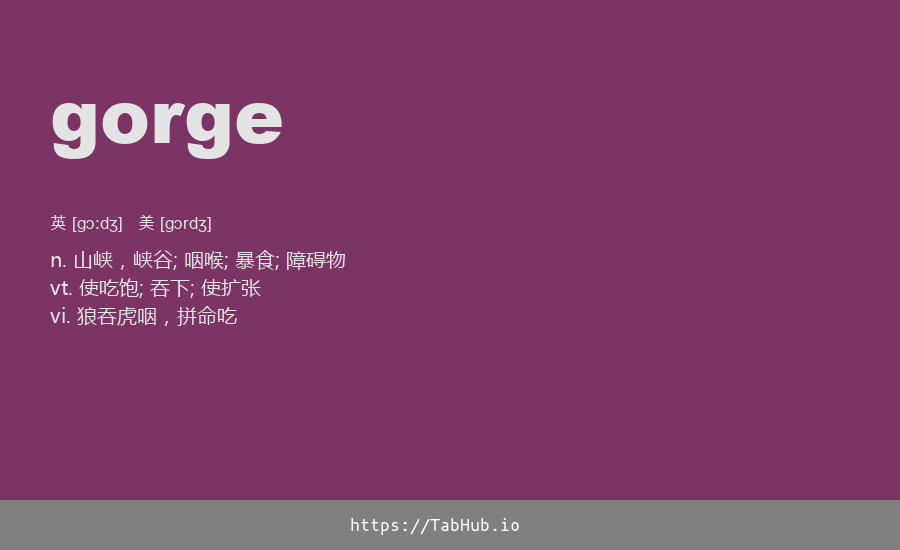 gorge
英 [gɔːdʒ] 美 [gɔrdʒ]
n. 山峡，峡谷; 咽喉; 暴食; 障碍物
vt. 使吃饱; 吞下; 使扩张
vi. 狼吞虎咽，拼命吃
https://TabHub.io